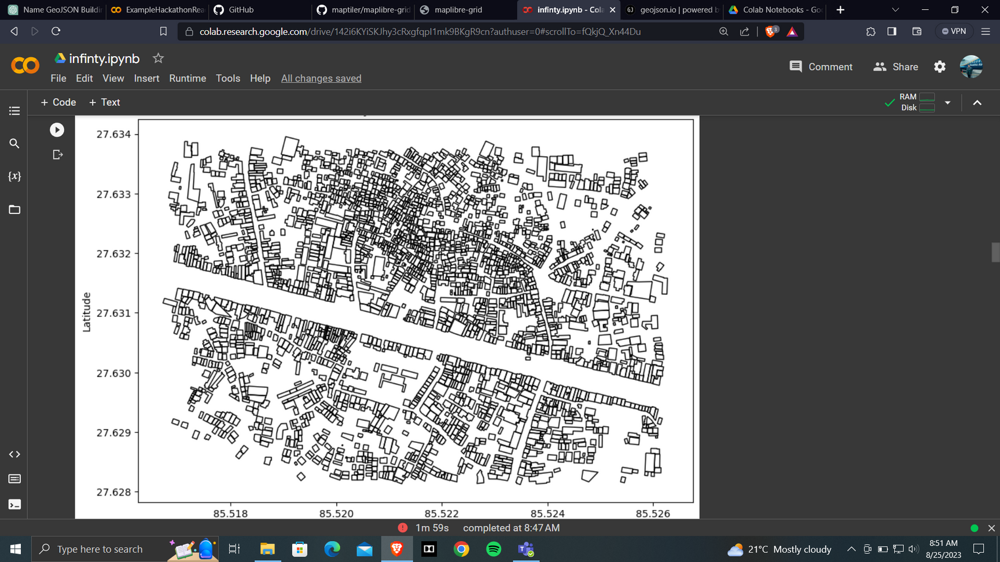 Name GeoJSON Buildin
ExampleHackathonRea
GitHub
maptiler/maplibre-grid
maplibre-grid
infinty.ipynb - Cola
geojson.io | powered b
Colab Notebooks - Goo
colab.research.google.com/drive/142i6KYiSKJhy3cRxgfqpI1mk9BKgR9cn?authuser=0#scrollTo=fQkjQ_Xn44Du
3
VPN
infinty.ipynb
File Edit View Insert Runtime Tools Help All changes saved
Comment
Share
+ Code + Text
RAM
Disk
{x}
27.634
27.633
27.632
27.631
27.630
27.629
27.628
Latitude
85.518 85.520 85.522 85.524 85.526
1m 59s completed at 8:47 AM
Type here to search
21°C Mostly cloudy
8:51 AM
8/25/2023